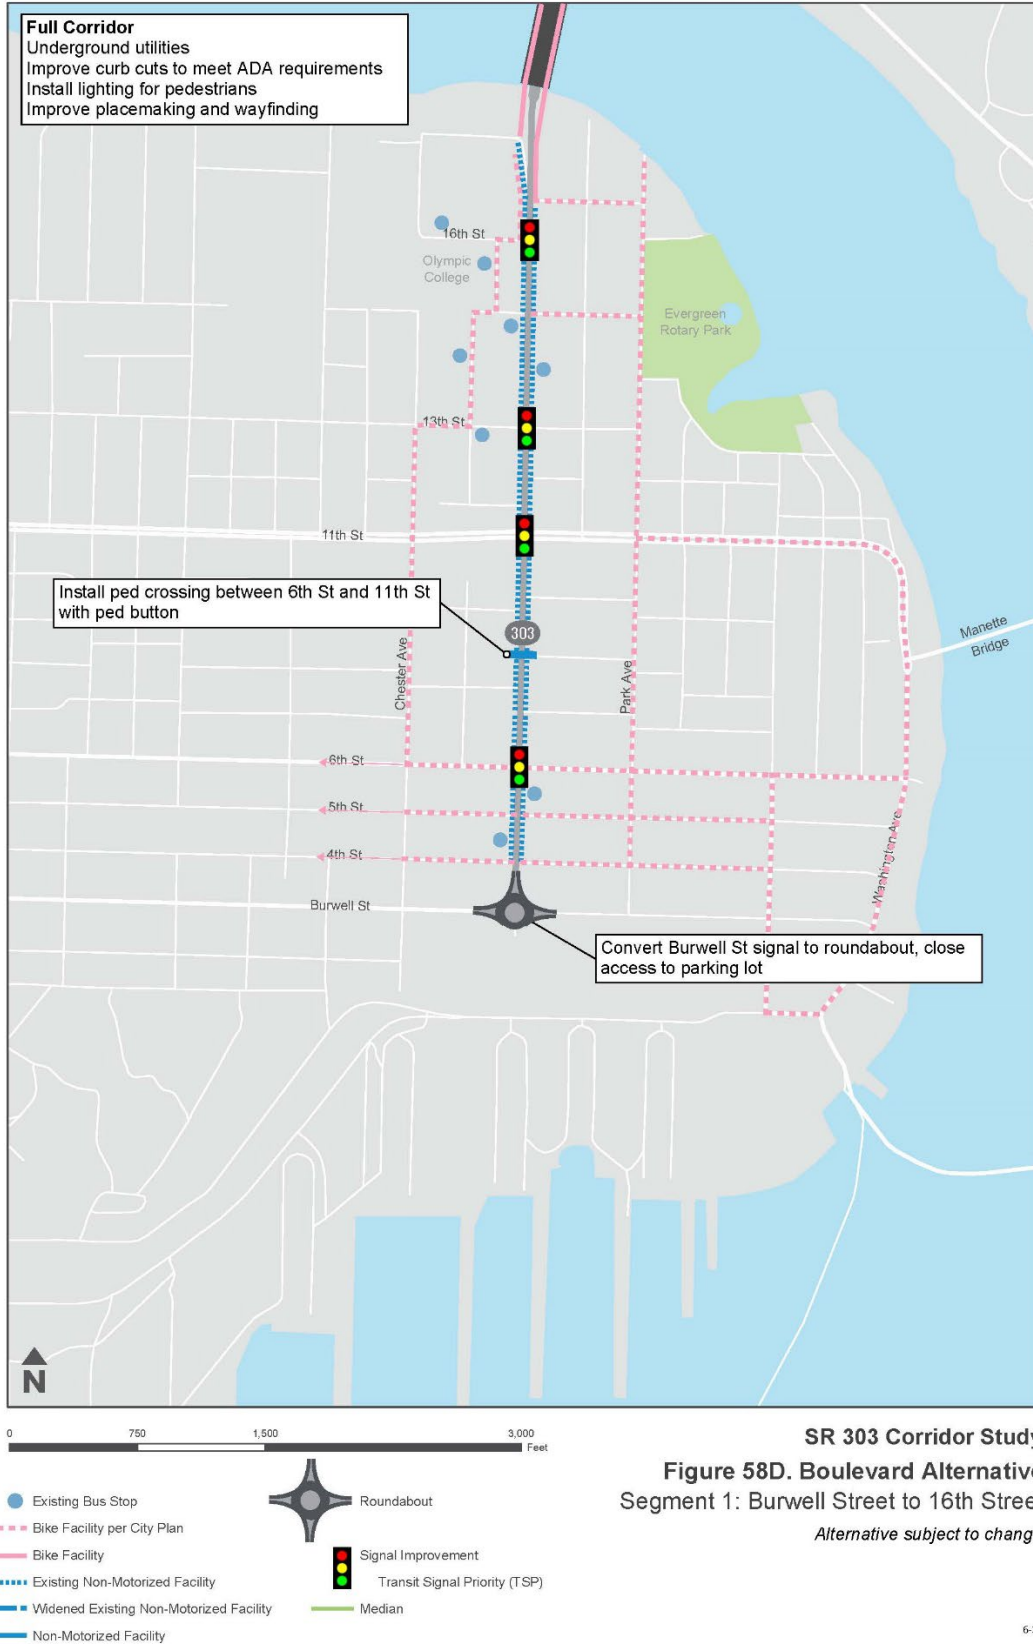 Full Corridor
Underground utilities
Improve curb cuts to meet ADA requirements
Install lighting for pedestrians
Improve placemaking and wayfinding
16th St
Olympic
College
Evergreen
Rotary Park
13th St
11th St
Install ped crossing between 6th St and 11th St
with ped button
303
Manette
Bridge
Chester Ave
Park Ave
6th St
5th St
4th St
Washington Ave
Burwell St
Convert Burwell St signal to roundabout, close
access to parking lot
N
0 750 1,500 3,000
Feet
SR 303 Corridor Study
Figure 58D. Boulevard Alternative
Segment 1: Burwell Street to 16th Stree
Alternative subject to chang
Existing Bus Stop
Roundabout
Bike Facility per City Plan
Bike Facility
Signal Improvement
Existing Non-Motorized Facility
Transit Signal Priority (TSP)
Widened Existing Non-Motorized Facility
Median
Non-Motorized Facility